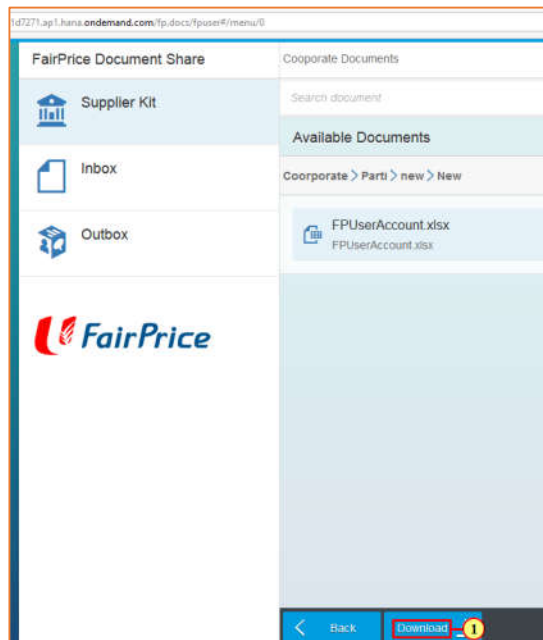 1d7271.ap1.hana.ondemand.com/fp.docs/fpuser#/menu/0
FairPrice Document Share
Cooporate Documents
Supplier Kit
Search document
Available Documents
Inbox
Coorporate > Parti > new > New
FPUserAccount.xlsx
FPUserAccount.xlsx
Outbox
FairPrice
Back
Download
1